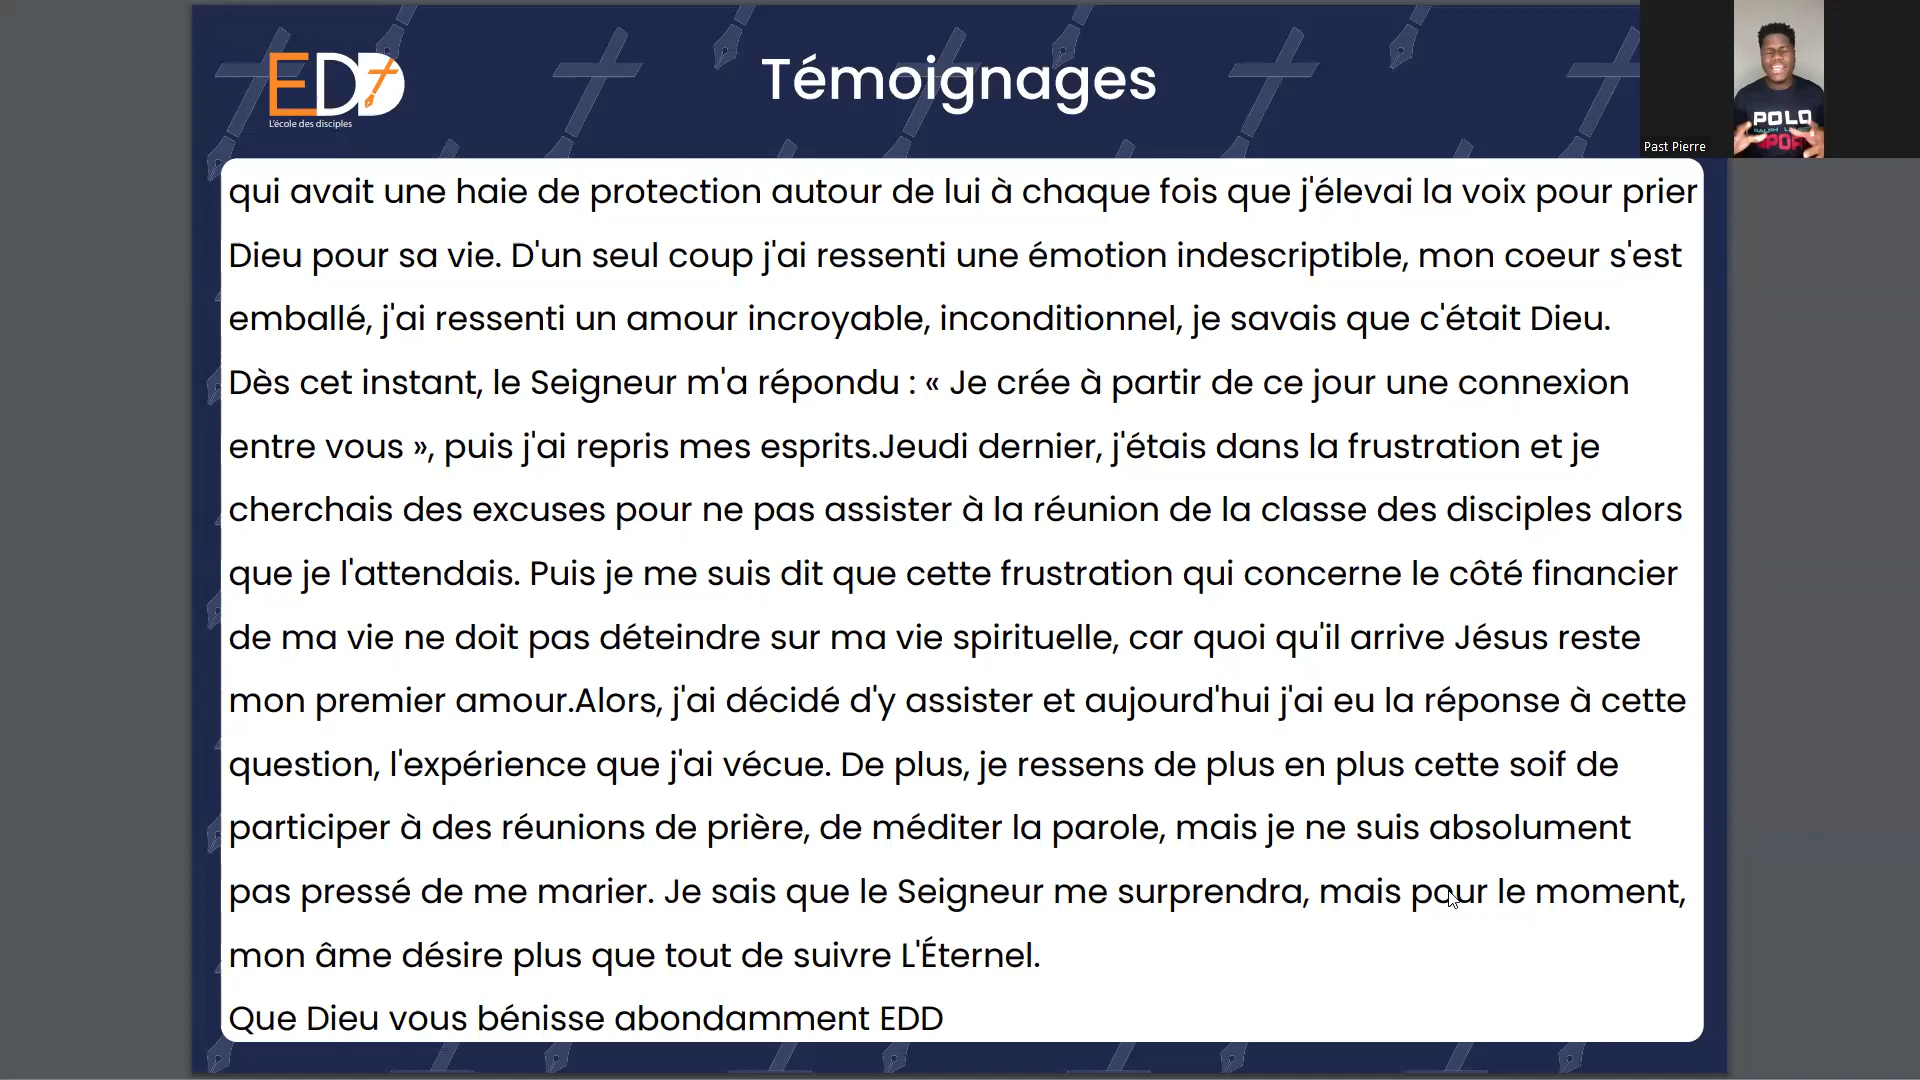 EDD
L'école des disciples
Témoignages
POLO
RALPH
SPORT
Past Pierre
qui avait une haie de protection autour de lui à chaque fois que j'élevai la voix pour prier
Dieu pour sa vie. D'un seul coup j'ai ressenti une émotion indescriptible, mon coeur s'est
emballé, j'ai ressenti un amour incroyable, inconditionnel, je savais que c'était Dieu.
Dès cet instant, le Seigneur m'a répondu : « Je crée à partir de ce jour une connexion
entre vous », puis j'ai repris mes esprits.Jeudi dernier, j'étais dans la frustration et je
cherchais des excuses pour ne pas assister à la réunion de la classe des disciples alors
que je l'attendais. Puis je me suis dit que cette frustration qui concerne le côté financier
de ma vie ne doit pas déteindre sur ma vie spirituelle, car quoi qu'il arrive Jésus reste
mon premier amour.Alors, j'ai décidé d'y assister et aujourd'hui j'ai eu la réponse à cette
question, l'expérience que j'ai vécue. De plus, je ressens de plus en plus cette soif de
participer à des réunions de prière, de méditer la parole, mais je ne suis absolument
pas pressé de me marier. Je sais que le Seigneur me surprendra, mais pour le moment,
mon âme désire plus que tout de suivre L'Éternel.
Que Dieu vous bénisse abondamment EDD